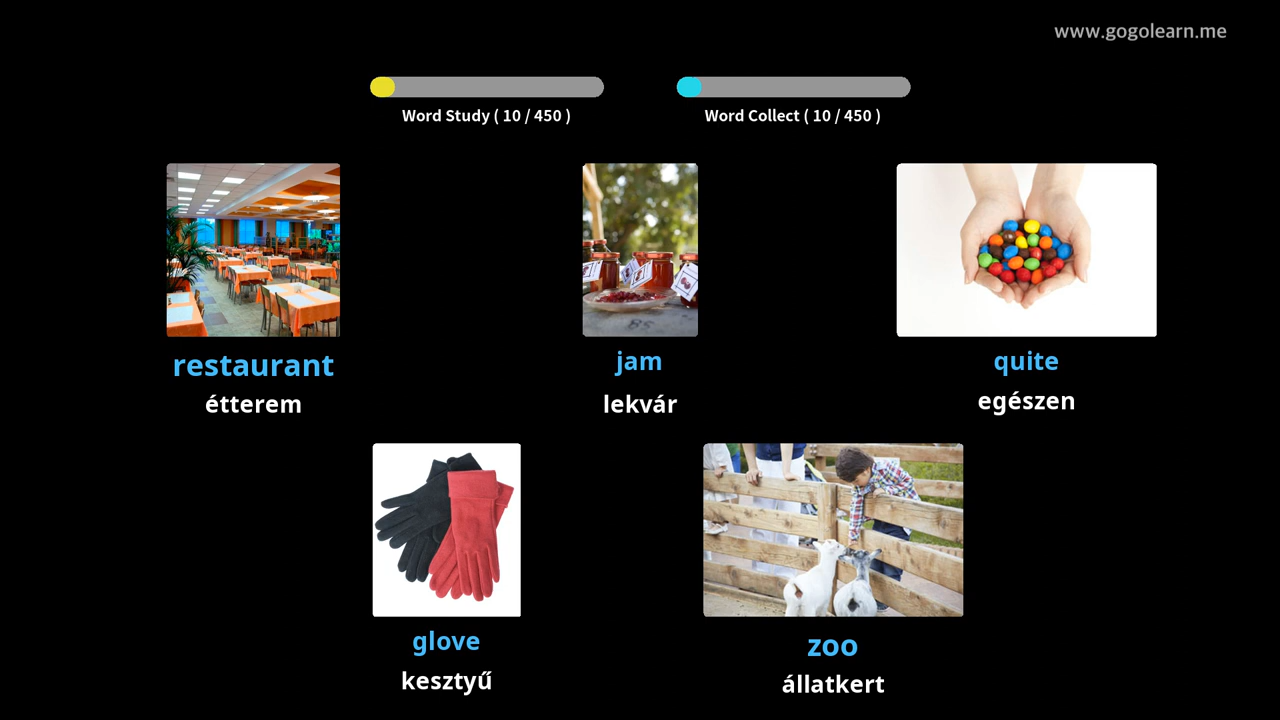 www.gogolearn.me
Word Study ( 10 / 450 )
Word Collect ( 10 / 450 )
restaurant
étterem
jam
lekvár
quite
egészen
glove
kesztyű
zoo
állatkert